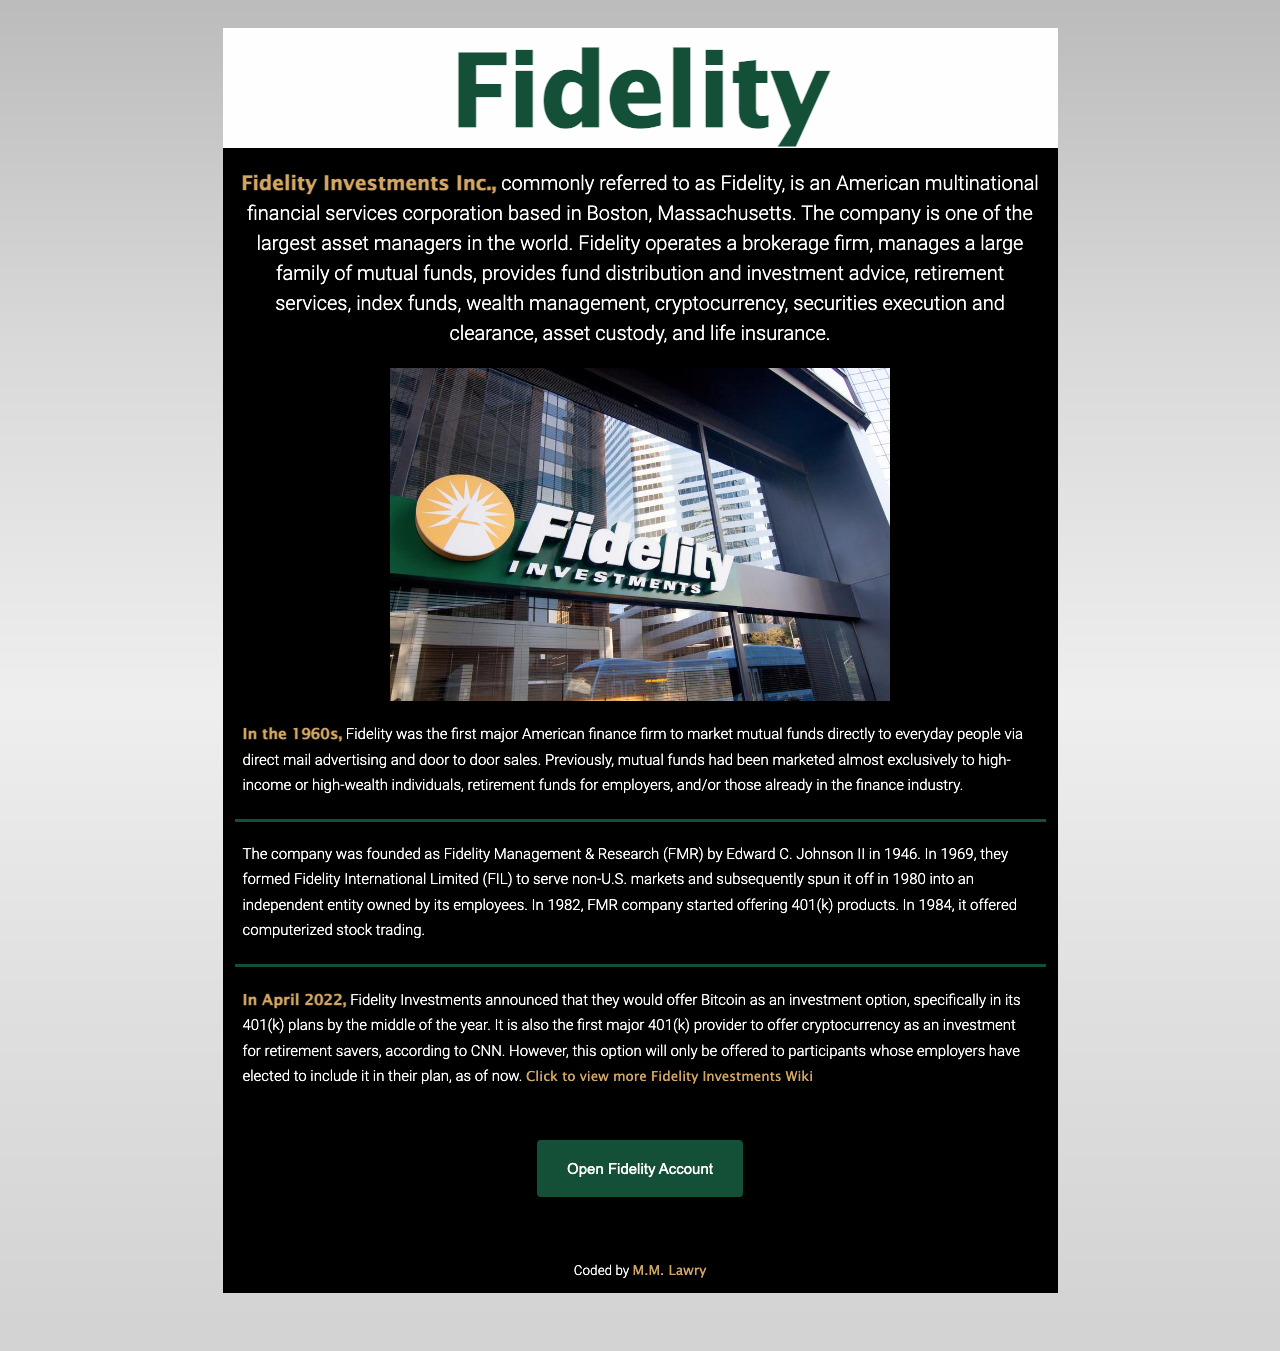 Fidelity
Fidelity Investments Inc., commonly referred to as Fidelity, is an American multinational
financial services corporation based in Boston, Massachusetts. The company is one of the
largest asset managers in the world. Fidelity operates a brokerage firm, manages a large
family of mutual funds, provides fund distribution and investment advice, retirement
services, index funds, wealth management, cryptocurrency, securities execution and
clearance, asset custody, and life insurance.
Fidelity
INVESTMENTS
In the 1960s, Fidelity was the first major American finance firm to market mutual funds directly to everyday people via
direct mail advertising and door to door sales. Previously, mutual funds had been marketed almost exclusively to high-
income or high-wealth individuals, retirement funds for employers, and/or those already in the finance industry.
The company was founded as Fidelity Management & Research (FMR) by Edward C. Johnson II in 1946. In 1969, they
formed Fidelity International Limited (FIL) to serve non-U.S. markets and subsequently spun it off in 1980 into an
independent entity owned by its employees. In 1982, FMR company started offering 401(k) products. In 1984, it offered
computerized stock trading.
In April 2022, Fidelity Investments announced that they would offer Bitcoin as an investment option, specifically in its
401(k) plans by the middle of the year. It is also the first major 401(k) provider to offer cryptocurrency as an investment
for retirement savers, according to CNN. However, this option will only be offered to participants whose employers have
elected to include it in their plan, as of now. Click to view more Fidelity Investments Wiki
Open Fidelity Account
Coded by M.M. Lawry